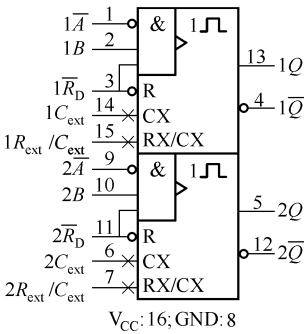 1A̅ 1 & 1
1B 2
13 1Q
1R̅D 3 R 4 1Q̅
1Cext 14 CX
1Rext/Cext 15 RX/CX
2A̅ 9 & 1
2B 10
5 2Q
2R̅D 11 R 12 2Q̅
2Cext 6 CX
2Rext/Cext 7 RX/CX
VCC:16; GND:8